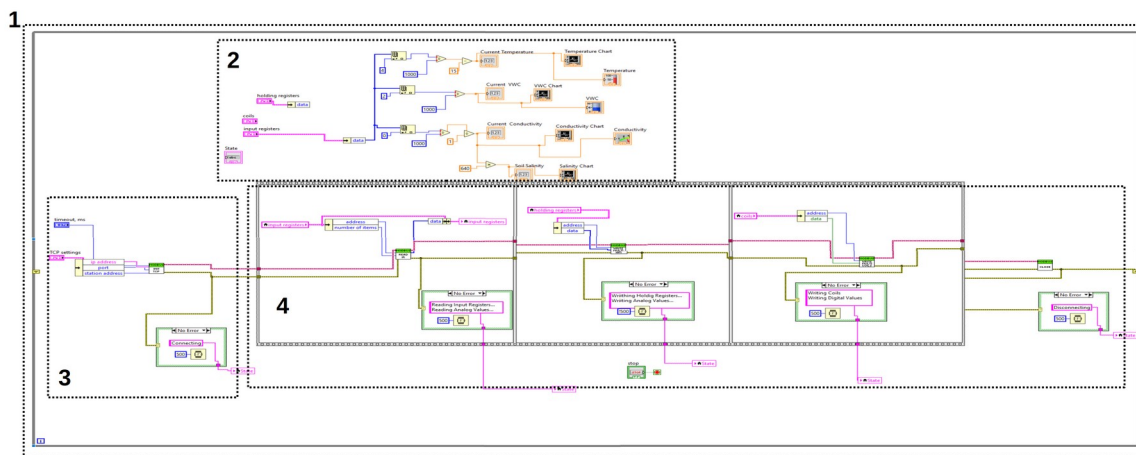 1
2
Current Temperature
Temperature Chart
1000
15
Temperature
holding registers
data
Current VWC
VWC Chart
1000
VWC
coils
input registers
data
Current Conductivity
Conductivity Chart
1000
1
Conductivity
State
640
Soil Salinity
Salinity Chart
3
timeout, ms
TCP settings
ip address
port
station address
No Error
Connecting
500
State
4
input registers
address
number of items
data
input registers
No Error
Reading Input Registers...
Reading Analog Values...
500
State
holding registers
address
data
No Error
Writhing Holdig Registers...
Writing Analog Values...
500
State
stop
coils
address
data
No Error
Writing Coils
Writing Digital Values
500
State
No Error
Disconnecting
500
State
i